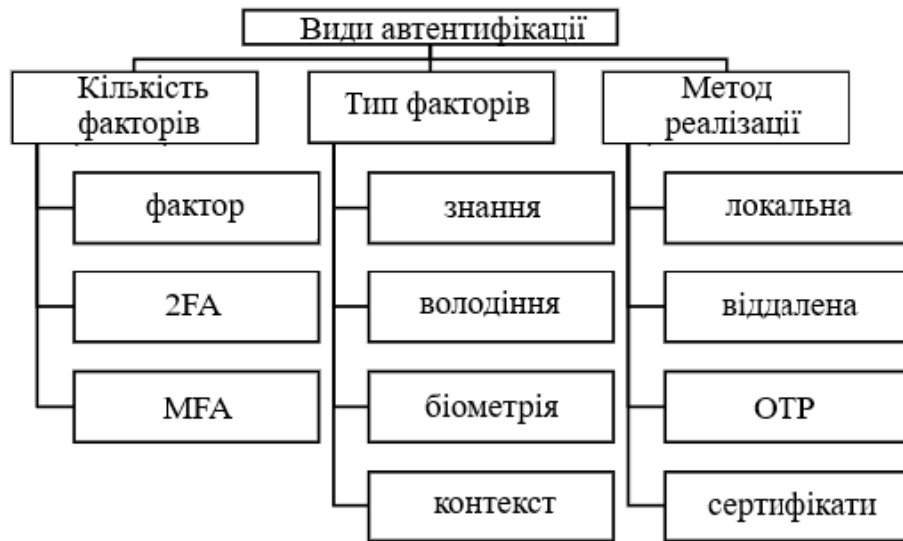 Види автентифікації
Кількість
факторів
Тип факторів
Метод
реалізації
фактор
знання
локальна
2FA
володіння
віддалена
MFA
біометрія
OTP
контекст
сертифікати